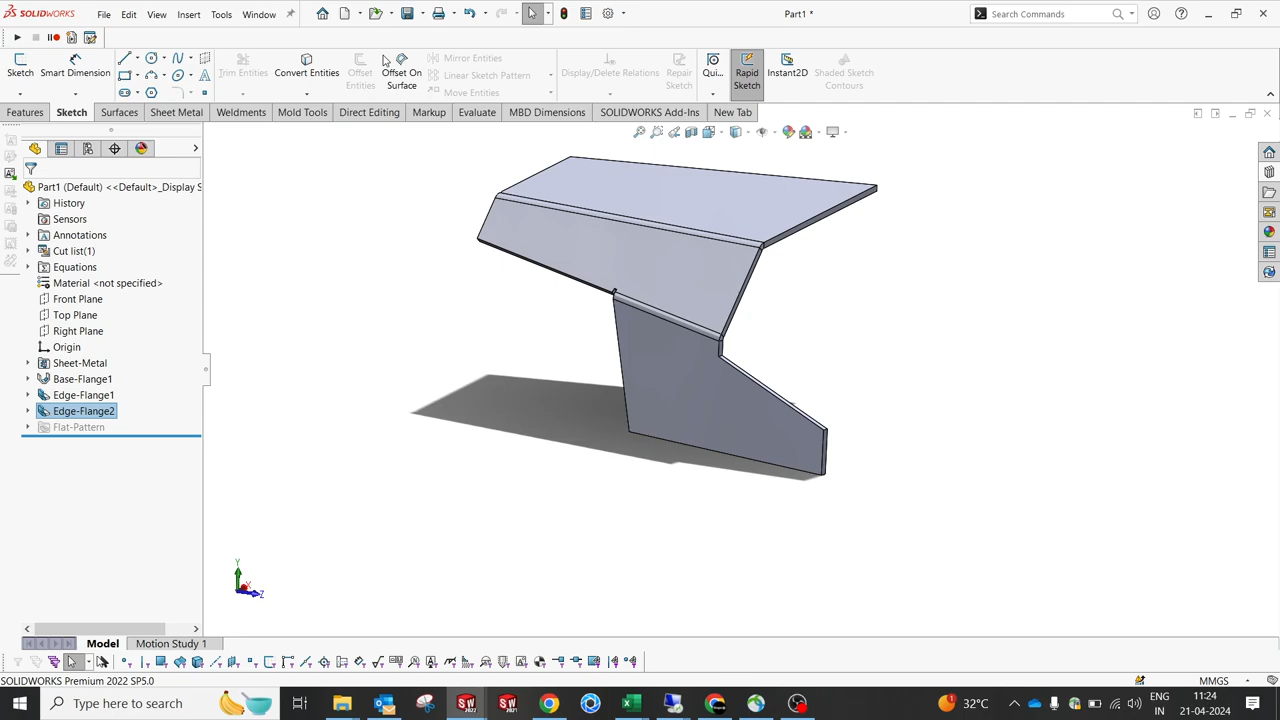 SOLIDWORKS
File
Edit
View
Insert
Tools
Window
Part1 *
Search Commands
Sketch
Smart Dimension
Trim Entities
Convert Entities
Offset Entities
Offset On Surface
Mirror Entities
Linear Sketch Pattern
Move Entities
Display/Delete Relations
Repair Sketch
Qui...
Rapid Sketch
Instant2D
Shaded Sketch Contours
Features
Sketch
Surfaces
Sheet Metal
Weldments
Mold Tools
Direct Editing
Markup
Evaluate
MBD Dimensions
SOLIDWORKS Add-Ins
New Tab
Part1 (Default) <<Default>_Display S
History
Sensors
Annotations
Cut list(1)
Equations
Material <not specified>
Front Plane
Top Plane
Right Plane
Origin
Sheet-Metal
Base-Flange1
Edge-Flange1
Edge-Flange2
Flat-Pattern
Y
X
Z
Model
Motion Study 1
SOLIDWORKS Premium 2022 SP5.0
MMGS
Type here to search
32°C
ENG
IN
11:24
21-04-2024